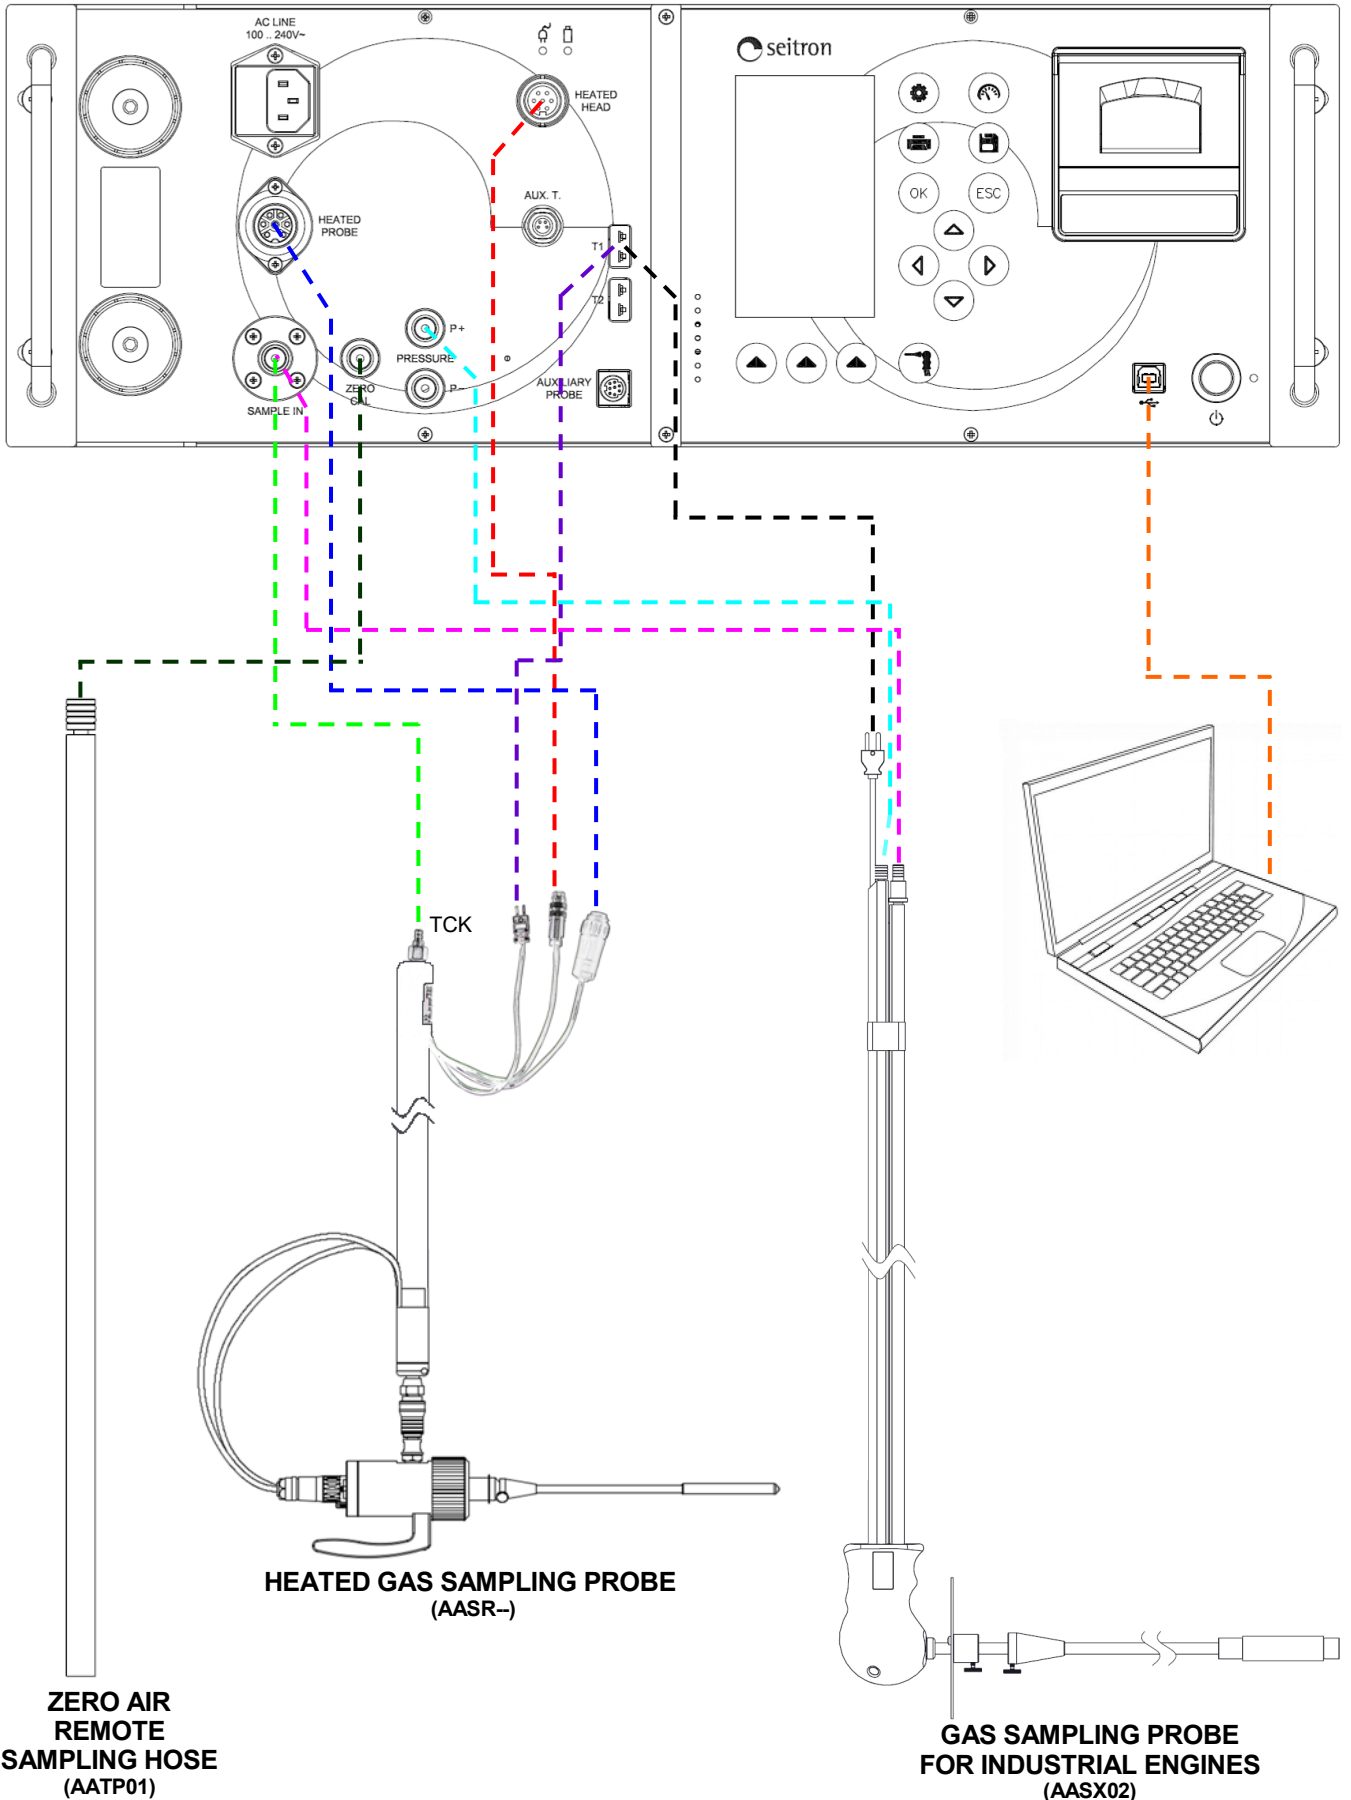 AC LINE
100 .. 240V~
HEATED
HEAD
seitron
OK
ESC
AUX. T.
HEATED
PROBE
T1
T2
P+
PRESSURE
P-
ZERO
CAL
SAMPLE IN
AUXILIARY
PROBE
TCK
HEATED GAS SAMPLING PROBE
(AASR--)
ZERO AIR
REMOTE
SAMPLING HOSE
(AATP01)
GAS SAMPLING PROBE
FOR INDUSTRIAL ENGINES
(AASX02)